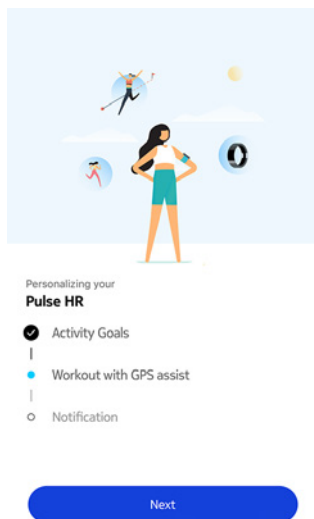 Personalizing your
Pulse HR
Activity Goals
Workout with GPS assist
Notification
Next